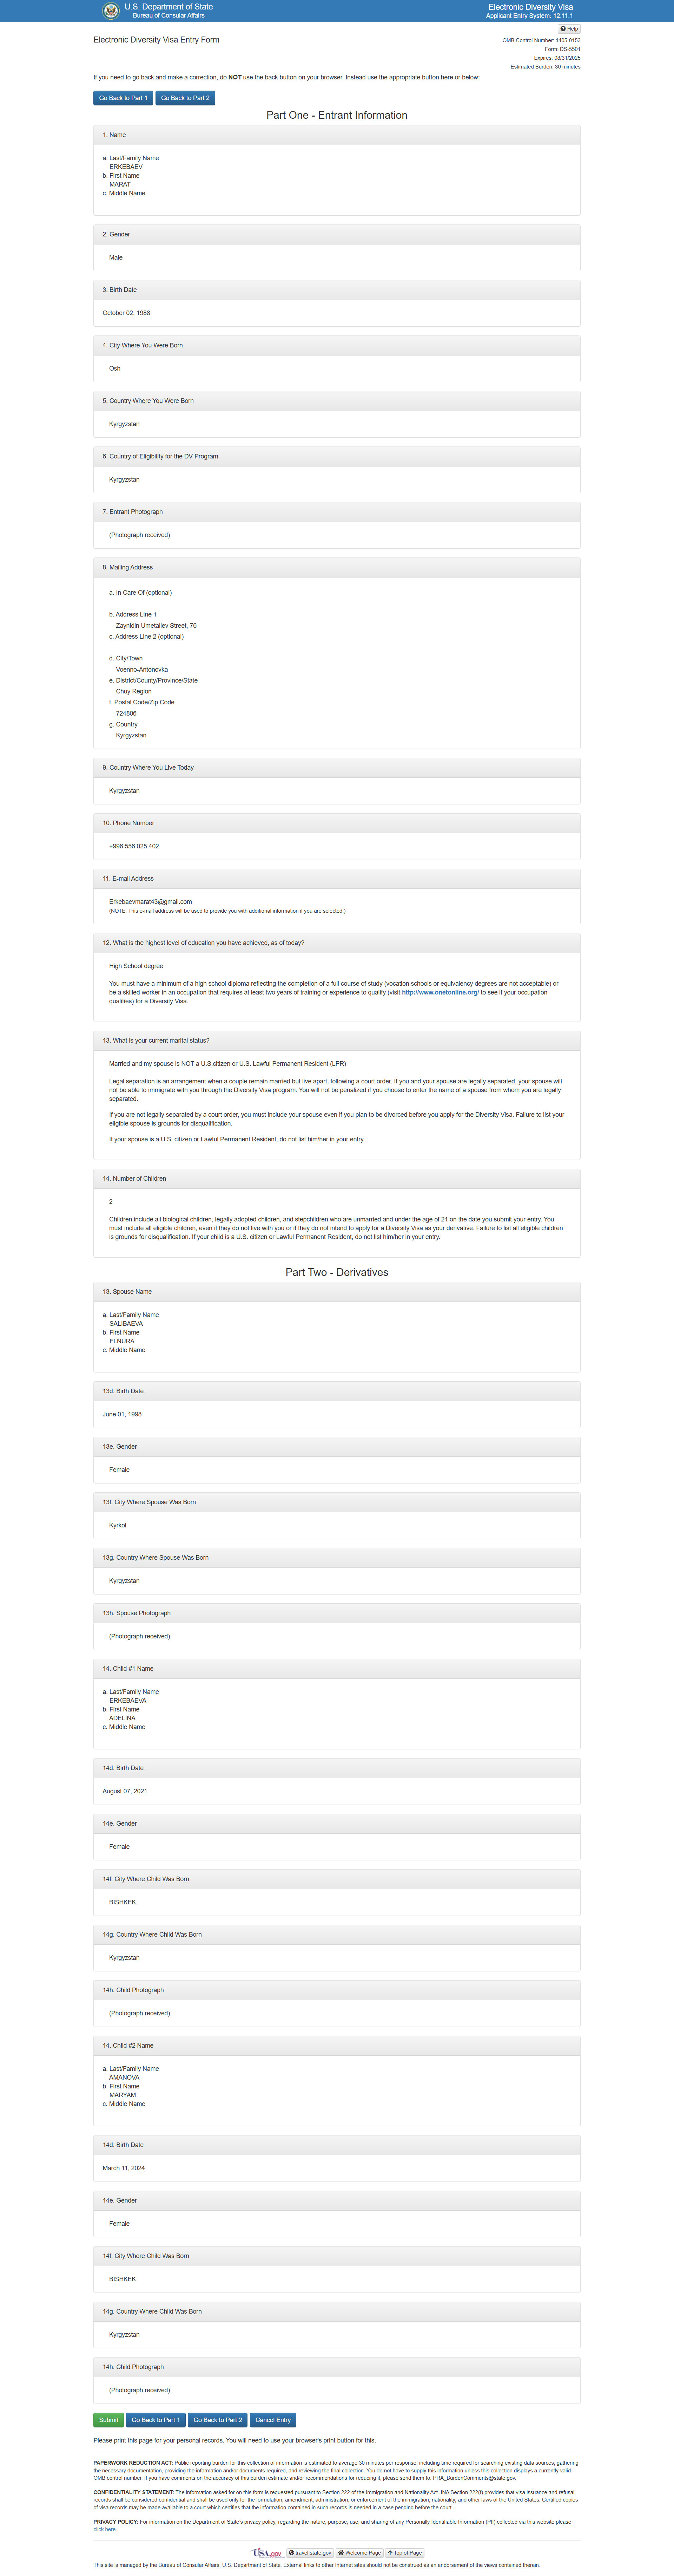 U.S. Department of State
Bureau of Consular Affairs
Electronic Diversity Visa
Applicant Entry System: 12.11.1
Help
Electronic Diversity Visa Entry Form
OMB Control Number: 1405-0153
Form: DS-5501
Expires: 08/31/2025
Estimated Burden: 30 minutes
If you need to go back and make a correction, do NOT use the back button on your browser. Instead use the appropriate button here or below:
Go Back to Part 1 Go Back to Part 2
Part One - Entrant Information
1. Name
a. Last/Family Name
ERKEBAEV
b. First Name
MARAT
c. Middle Name
2. Gender
Male
3. Birth Date
October 02, 1988
4. City Where You Were Born
Osh
5. Country Where You Were Born
Kyrgyzstan
6. Country of Eligibility for the DV Program
Kyrgyzstan
7. Entrant Photograph
(Photograph received)
8. Mailing Address
a. In Care Of (optional)
b. Address Line 1
Zaynidin Umetaliev Street, 76
c. Address Line 2 (optional)
d. City/Town
Voenno-Antonovka
e. District/County/Province/State
Chuy Region
f. Postal Code/Zip Code
724806
g. Country
Kyrgyzstan
9. Country Where You Live Today
Kyrgyzstan
10. Phone Number
+996 556 025 402
11. E-mail Address
Erkebaevmarat43@gmail.com
(NOTE: This e-mail address will be used to provide you with additional information if you are selected.)
12. What is the highest level of education you have achieved, as of today?
High School degree
You must have a minimum of a high school diploma reflecting the completion of a full course of study (vocation schools or equivalency degrees are not acceptable) or
be a skilled worker in an occupation that requires at least two years of training or experience to qualify (visit http://www.onetonline.org/ to see if your occupation
qualifies) for a Diversity Visa.
13. What is your current marital status?
Married and my spouse is NOT a U.S.citizen or U.S. Lawful Permanent Resident (LPR)
Legal separation is an arrangement when a couple remain married but live apart, following a court order. If you and your spouse are legally separated, your spouse will
not be able to immigrate with you through the Diversity Visa program. You will not be penalized if you choose to enter the name of a spouse from whom you are legally
separated.
If you are not legally separated by a court order, you must include your spouse even if you plan to be divorced before you apply for the Diversity Visa. Failure to list your
eligible spouse is grounds for disqualification.
If your spouse is a U.S. citizen or Lawful Permanent Resident, do not list him/her in your entry.
14. Number of Children
2
Children include all biological children, legally adopted children, and stepchildren who are unmarried and under the age of 21 on the date you submit your entry. You
must include all eligible children, even if they do not live with you or if they do not intend to apply for a Diversity Visa as your derivative. Failure to list all eligible children
is grounds for disqualification. If your child is a U.S. citizen or Lawful Permanent Resident, do not list him/her in your entry.
Part Two - Derivatives
13. Spouse Name
a. Last/Family Name
SALIBAEVA
b. First Name
ELNURA
c. Middle Name
13d. Birth Date
June 01, 1998
13e. Gender
Female
13f. City Where Spouse Was Born
Kyrkol
13g. Country Where Spouse Was Born
Kyrgyzstan
13h. Spouse Photograph
(Photograph received)
14. Child #1 Name
a. Last/Family Name
ERKEBAEVA
b. First Name
ADELINA
c. Middle Name
14d. Birth Date
August 07, 2021
14e. Gender
Female
14f. City Where Child Was Born
BISHKEK
14g. Country Where Child Was Born
Kyrgyzstan
14h. Child Photograph
(Photograph received)
14. Child #2 Name
a. Last/Family Name
AMANOVA
b. First Name
MARYAM
c. Middle Name
14d. Birth Date
March 11, 2024
14e. Gender
Female
14f. City Where Child Was Born
BISHKEK
14g. Country Where Child Was Born
Kyrgyzstan
14h. Child Photograph
(Photograph received)
Submit Go Back to Part 1 Go Back to Part 2 Cancel Entry
Please print this page for your personal records. You will need to use your browser's print button for this.
PAPERWORK REDUCTION ACT: Public reporting burden for this collection of information is estimated to average 30 minutes per response, including time required for searching existing data sources, gathering
the necessary documentation, providing the information and/or documents required, and reviewing the final collection. You do not have to supply this information unless this collection displays a currently valid
OMB control number. If you have comments on the accuracy of this burden estimate and/or recommendations for reducing it, please send them to: PRA_BurdenComments@state.gov.
CONFIDENTIALITY STATEMENT: The information asked for on this form is requested pursuant to Section 222 of the Immigration and Nationality Act. INA Section 222(f) provides that visa issuance and refusal
records shall be considered confidential and shall be used only for the formulation, amendment, administration, or enforcement of the immigration, nationality, and other laws of the United States. Certified copies
of visa records may be made available to a court which certifies that the information contained in such records is needed in a case pending before the court.
PRIVACY POLICY: For information on the Department of State's privacy policy, regarding the nature, purpose, use, and sharing of any Personally Identifiable Information (PII) collected via this website please
click here.
USA.gov travel.state.gov Welcome Page Top of Page
This site is managed by the Bureau of Consular Affairs, U.S. Department of State. External links to other Internet sites should not be construed as an endorsement of the views contained therein.